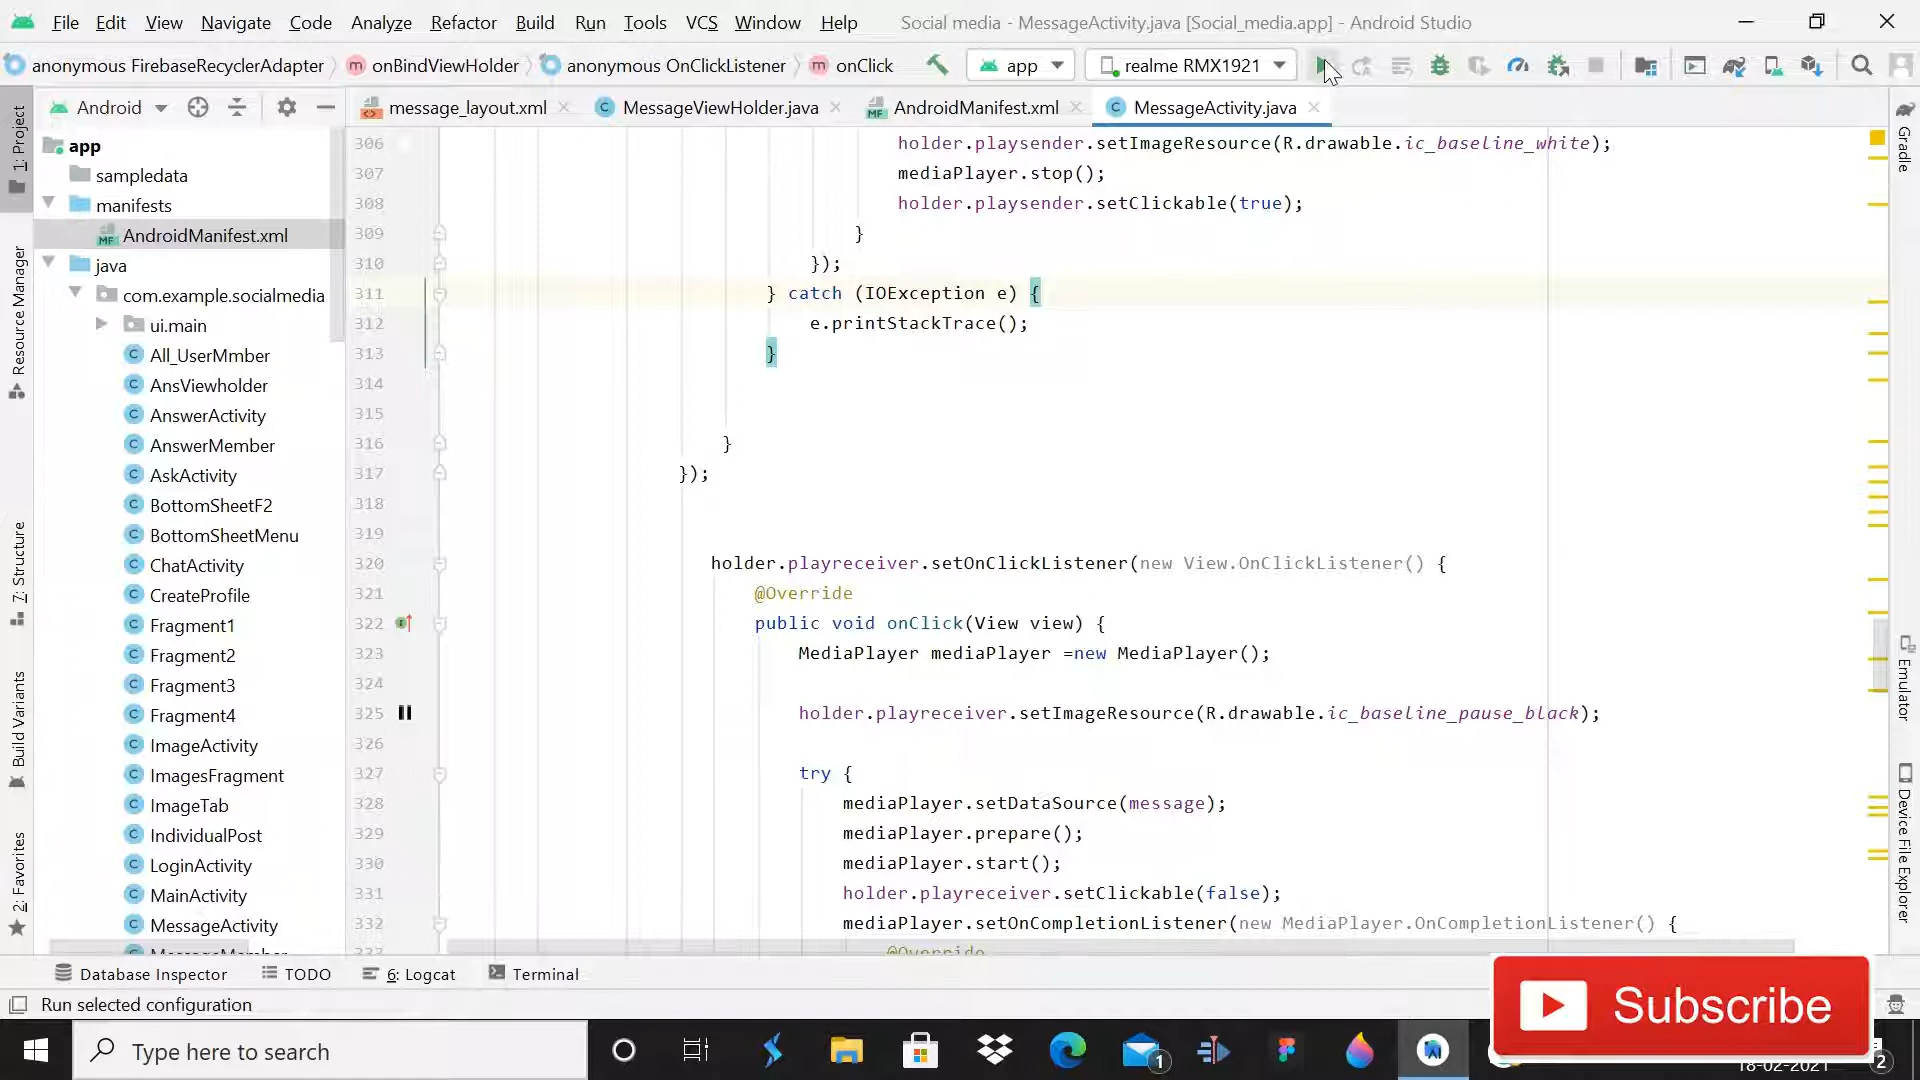 File Edit View Navigate Code Analyze Refactor Build Run Tools VCS Window Help Social media - MessageActivity.java [Social_media.app] - Android Studio
anonymous FirebaseRecyclerAdapter onBindViewHolder anonymous OnClickListener onClick app realme RMX1921
Android message_layout.xml MessageViewHolder.java AndroidManifest.xml MessageActivity.java
1: Project
Resource Manager
7: Structure
Build Variants
2: Favorites
app
sampledata
manifests
AndroidManifest.xml
java
com.example.socialmedia
ui.main
All_UserMmber
AnsViewholder
AnswerActivity
AnswerMember
AskActivity
BottomSheetF2
BottomSheetMenu
ChatActivity
CreateProfile
Fragment1
Fragment2
Fragment3
Fragment4
ImageActivity
ImagesFragment
ImageTab
IndividualPost
LoginActivity
MainActivity
MessageActivity
306 holder.playsender.setImageResource(R.drawable.ic_baseline_white);
307 mediaPlayer.stop();
308 holder.playsender.setClickable(true);
309 }
310 });
311 } catch (IOException e) {
312 e.printStackTrace();
313 }
314
315
316 }
317 });
318
319
320 holder.playreceiver.setOnClickListener(new View.OnClickListener() {
321 @Override
322 public void onClick(View view) {
323 MediaPlayer mediaPlayer =new MediaPlayer();
324
325 holder.playreceiver.setImageResource(R.drawable.ic_baseline_pause_black);
326
327 try {
328 mediaPlayer.setDataSource(message);
329 mediaPlayer.prepare();
330 mediaPlayer.start();
331 holder.playreceiver.setClickable(false);
332 mediaPlayer.setOnCompletionListener(new MediaPlayer.OnCompletionListener() {
@Override
Gradle
Emulator
Device File Explorer
Database Inspector TODO 6: Logcat Terminal
Run selected configuration
Subscribe
Type here to search
1
18-02-2021
2